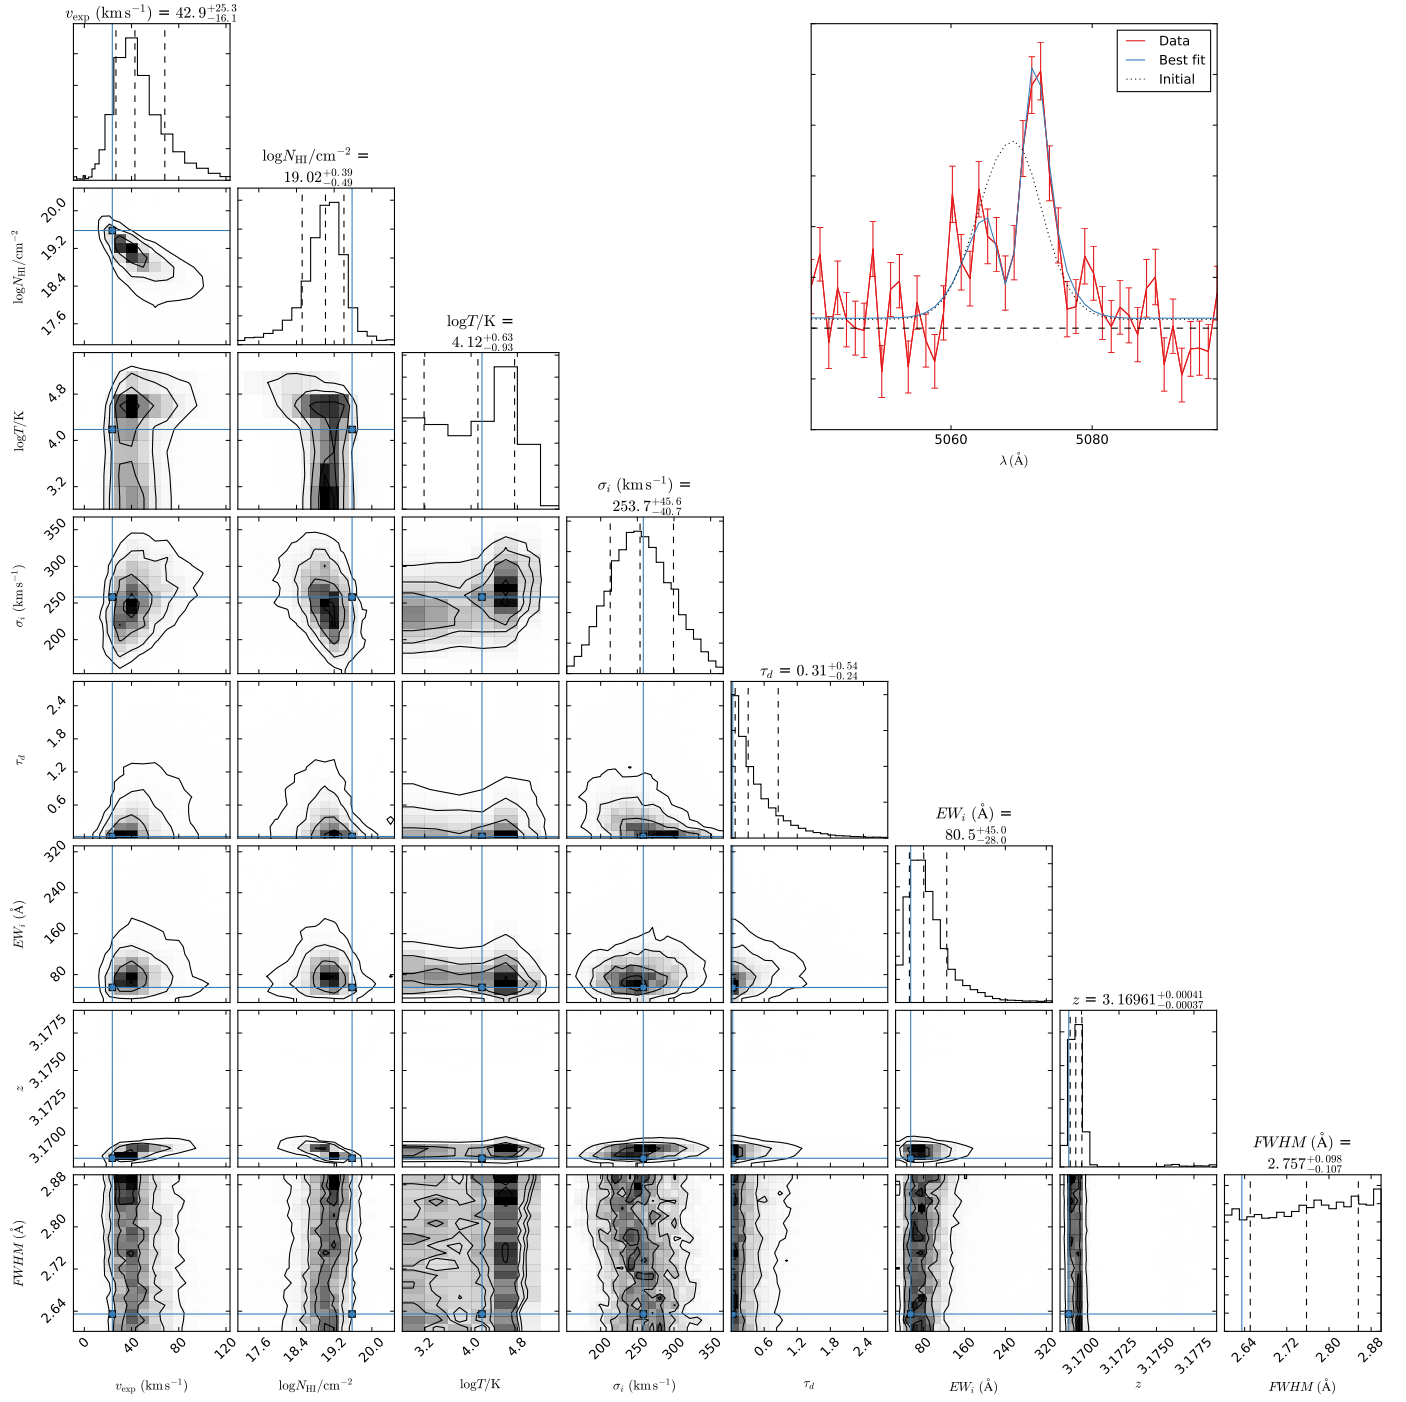 v_exp (km s⁻¹) = 42.9 +25.3 −16.1
Data
Best fit
Initial
5060 5080
λ (Å)
logN_HI/cm⁻² =
19.02 +0.39 −0.49
20.0
19.2
18.4
17.6
logN_HI/cm⁻²
logT/K =
4.12 +0.63 −0.93
4.8
4.0
3.2
logT/K
σ_i (km s⁻¹) =
253.7 +45.6 −40.7
350
300
250
200
σ_i (km s⁻¹)
τ_d = 0.31 +0.54 −0.24
2.4
1.8
1.2
0.6
τ_d
EW_i (Å) =
80.5 +45.0 −28.0
320
240
160
80
EW_i (Å)
z = 3.16961 +0.00041 −0.00037
3.1775
3.1750
3.1725
3.1700
z
FWHM (Å) =
2.757 +0.098 −0.107
2.88
2.80
2.72
2.64
FWHM (Å)
0 40 80 120 17.6 18.4 19.2 20.0 3.2 4.0 4.8 200 250 300 350 0.6 1.2 1.8 2.4 80 160 240 320 3.1700 3.1725 3.1750 3.1775 2.64 2.72 2.80 2.88
v_exp (km s⁻¹) logN_HI/cm⁻² logT/K σ_i (km s⁻¹) τ_d EW_i (Å) z FWHM (Å)